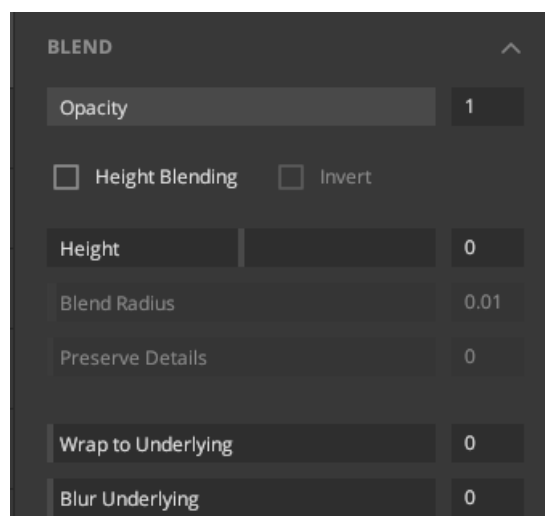 BLEND
Opacity 1
Height Blending Invert
Height 0
Blend Radius 0.01
Preserve Details 0
Wrap to Underlying 0
Blur Underlying 0